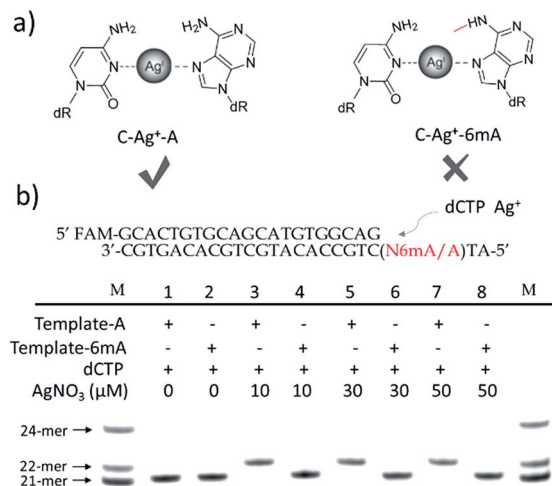 a)
NH₂ H₂N HN
N N N Ag^I N N N N N Ag^I N N N
O O
dR dR dR dR
C-Ag⁺-A C-Ag⁺-6mA
b)
dCTP Ag⁺
5′ FAM-GCACTGTGCAGCATGTGGCAG
3′-CGTGACACGTCGTACACCGTC(N6mA/A)TA-5′
M 1 2 3 4 5 6 7 8 M
Template-A + - + - + - + -
Template-6mA - + - + - + - +
dCTP + + + + + + + +
AgNO₃ (μM) 0 0 10 10 30 30 50 50
24-mer
22-mer
21-mer